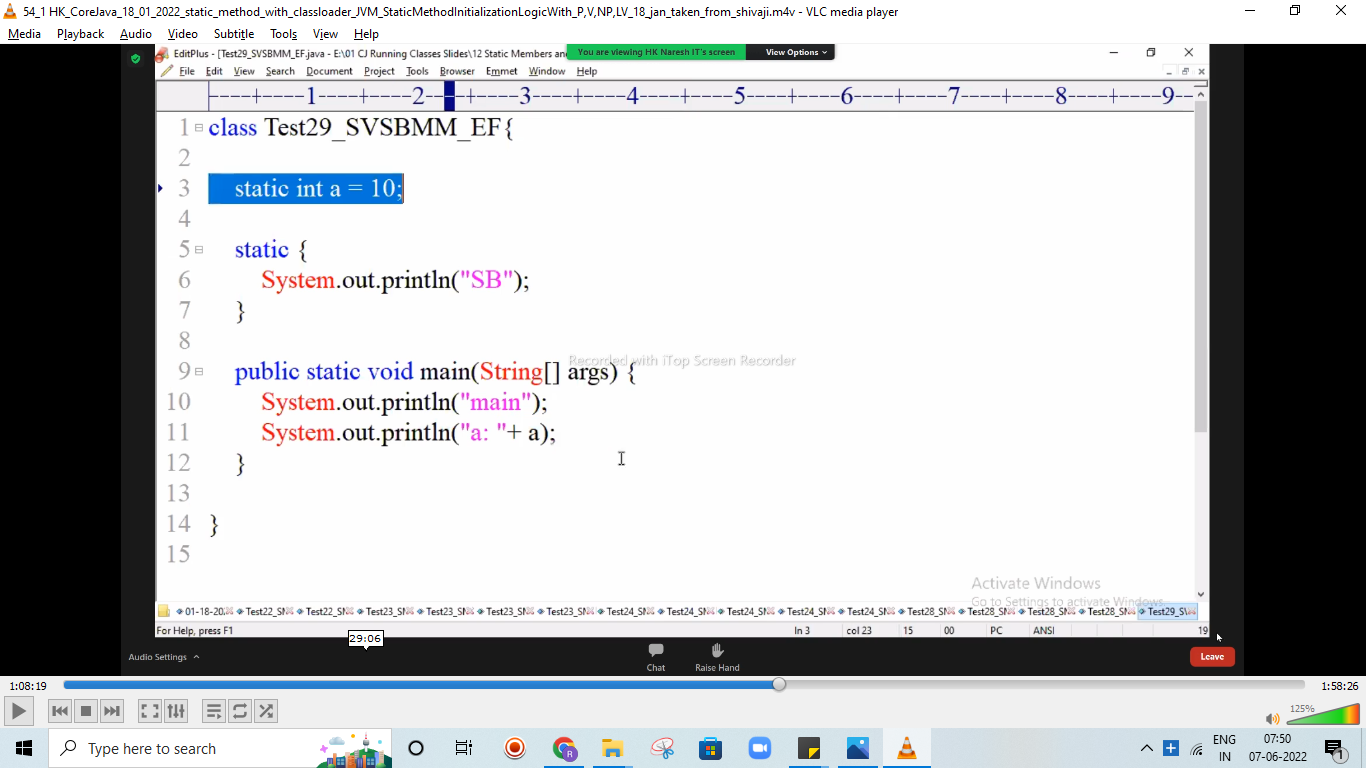 54_1 HK_CoreJava_18_01_2022_static_method_with_classloader_JVM_StaticMethodInitializationLogicWith_P,V,NP,LV_18_jan_taken_from_shivaji.m4v - VLC media player
Media Playback Audio Video Subtitle Tools View Help
EditPlus - [Test29_SVSBMM_EF.java - E:\01 CJ Running Classes Slides\12 Static Members an
You are viewing HK Naresh IT's screen View Options
File Edit View Search Document Project Tools Browser Emmet Window Help
----+----1----+----2----+----3----+----4----+----5----+----6----+----7----+----8----+----9--
1 class Test29_SVSBMM_EF{
2
3 static int a = 10;
4
5 static {
6 System.out.println("SB");
7 }
8
Recorded with iTop Screen Recorder
9 public static void main(String[] args) {
10 System.out.println("main");
11 System.out.println("a: "+ a);
12 }
13
14 }
15
Activate Windows
Go to Settings to activate Windows.
01-18-20 Test22_SM Test22_SM Test23_SM Test23_SM Test23_SM Test23_SM Test24_SM Test24_SM Test24_SM Test24_SM Test24_SM Test28_SM Test28_SM Test28_SM Test28_SM Test29_SV
For Help, press F1 ln 3 col 23 15 00 PC ANSI 19
29:06
Audio Settings Chat Raise Hand Leave
1:08:19 1:58:26
125%
Type here to search
ENG 07:50
IN 07-06-2022
1